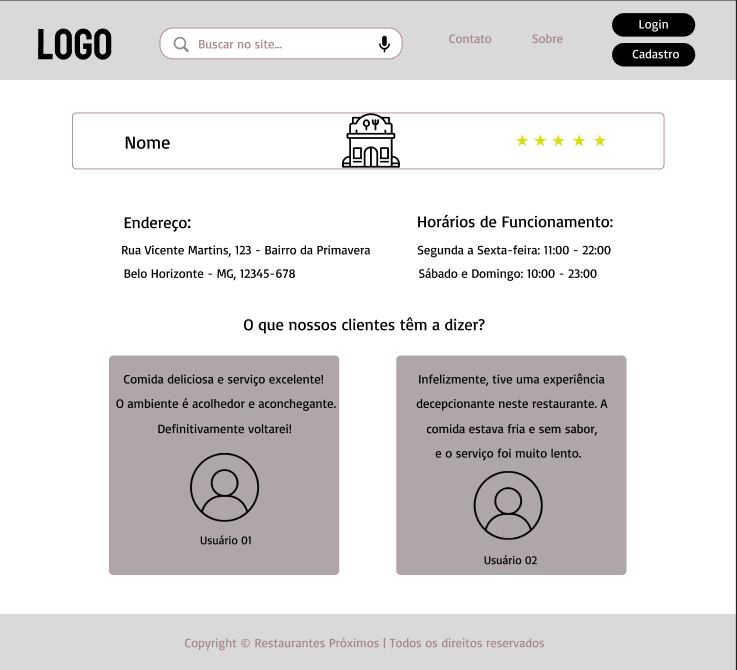 LOGO
Buscar no site...
Contato
Sobre
Login
Cadastro
Nome
Endereço:
Rua Vicente Martins, 123 - Bairro da Primavera
Belo Horizonte - MG, 12345-678
Horários de Funcionamento:
Segunda a Sexta-feira: 11:00 - 22:00
Sábado e Domingo: 10:00 - 23:00
O que nossos clientes têm a dizer?
Comida deliciosa e serviço excelente!
O ambiente é acolhedor e aconchegante.
Definitivamente voltarei!
Usuário 01
Infelizmente, tive uma experiência
decepcionante neste restaurante. A
comida estava fria e sem sabor,
e o serviço foi muito lento.
Usuário 02
Copyright © Restaurantes Próximos | Todos os direitos reservados